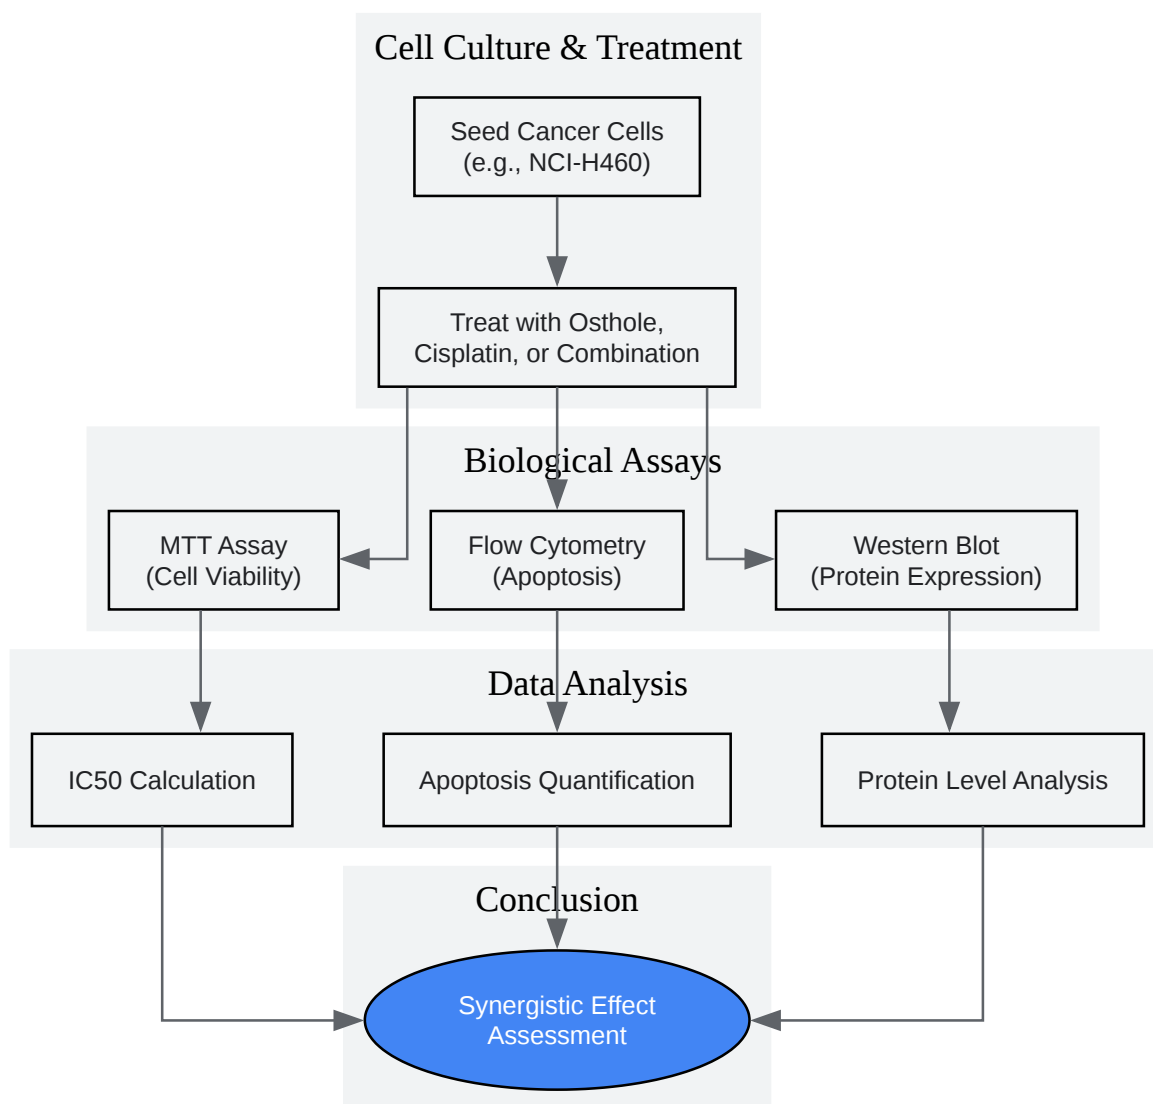 Cell Culture & Treatment
Seed Cancer Cells
(e.g., NCI-H460)
Treat with Osthole,
Cisplatin, or Combination
Biological Assays
MTT Assay
(Cell Viability)
Flow Cytometry
(Apoptosis)
Western Blot
(Protein Expression)
Data Analysis
IC50 Calculation
Apoptosis Quantification
Protein Level Analysis
Conclusion
Synergistic Effect
Assessment